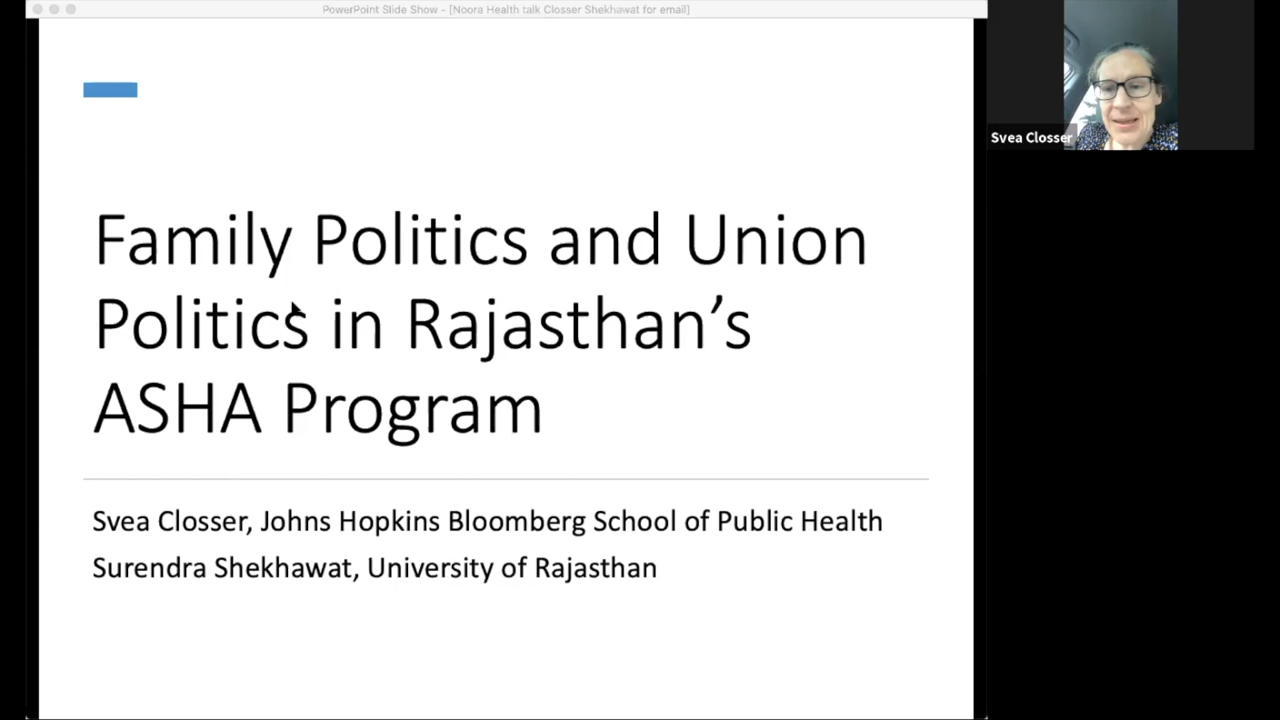 PowerPoint Slide Show - [Noora Health talk Closser Shekhawat for email]
Svea Closser
Family Politics and Union
Politics in Rajasthan’s
ASHA Program
Svea Closser, Johns Hopkins Bloomberg School of Public Health
Surendra Shekhawat, University of Rajasthan